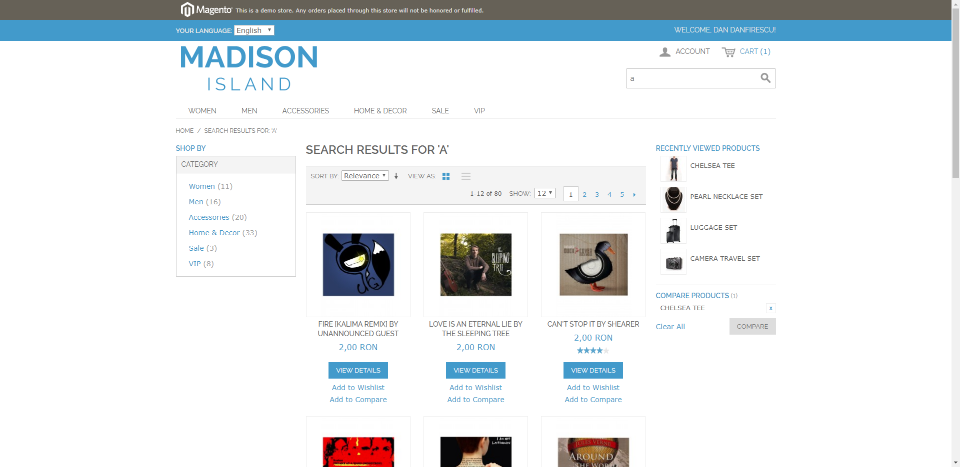 Magento This is a demo store. Any orders placed through this store will not be honored or fulfilled.
YOUR LANGUAGE: English
WELCOME, DAN DANFIRESCU!
MADISON
ISLAND
ACCOUNT
CART (1)
a
WOMEN MEN ACCESSORIES HOME & DECOR SALE VIP
HOME / SEARCH RESULTS FOR: 'A'
SHOP BY
CATEGORY
Women (11)
Men (16)
Accessories (20)
Home & Decor (33)
Sale (3)
VIP (8)
SEARCH RESULTS FOR 'A'
SORT BY Relevance VIEW AS
1-12 of 80 SHOW: 12 1 2 3 4 5 »
FIRE (KALIMA REMIX) BY
UNANNOUNCED GUEST
2,00 RON
VIEW DETAILS
Add to Wishlist
Add to Compare
THE
SLEEPING
TREE
LOVE IS AN ETERNAL LIE BY
THE SLEEPING TREE
2,00 RON
VIEW DETAILS
Add to Wishlist
Add to Compare
CAN'T STOP IT BY SHEARER
2,00 RON
VIEW DETAILS
Add to Wishlist
Add to Compare
AROUND
THE WORLD
RECENTLY VIEWED PRODUCTS
CHELSEA TEE
PEARL NECKLACE SET
LUGGAGE SET
CAMERA TRAVEL SET
COMPARE PRODUCTS (1)
CHELSEA TEE x
Clear All COMPARE